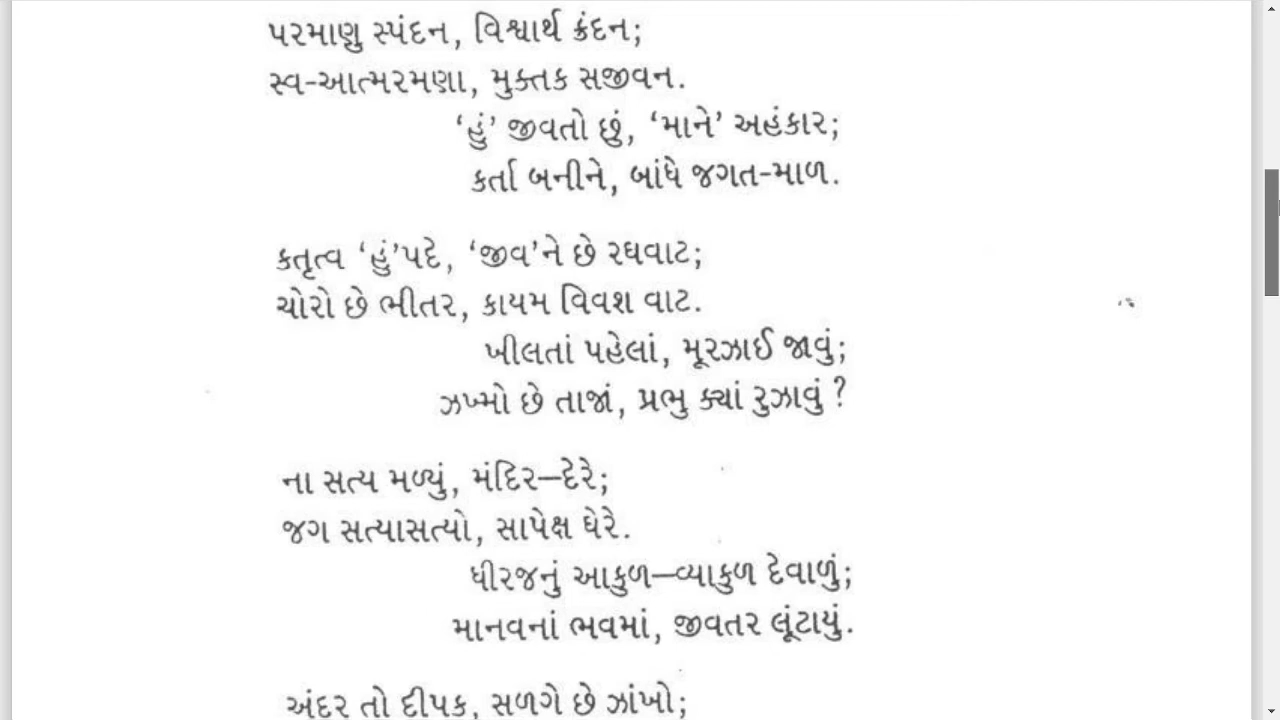 પરમાણુ સ્પંદન, વિશ્વાર્થ ક્રંદન;
સ્વ-આત્મરમણા, મુક્તક સજીવન.
‘હું’ જીવતો છું, ‘માને’ અહંકાર;
કર્તા બનીને, બાંધે જગત-માળ.
કતૃત્વ ‘હું’પદે, ‘જીવ’ને છે રઘવાટ;
ચોરો છે ભીતર, કાયમ વિવશ વાટ.
ખીલતાં પહેલાં, મૂરઝાઈ જાવું;
ઝખ્મો છે તાજાં, પ્રભુ ક્યાં રુઝાવું ?
ના સત્ય મળ્યું, મંદિર—દેરે;
જગ સત્યાસત્યો, સાપેક્ષ ઘેરે.
ધીરજનું આકુળ—વ્યાકુળ દેવાળું;
માનવનાં ભવમાં, જીવતર લૂંટાયું.
અંદર તો દીપક, સળગે છે ઝાંખો;